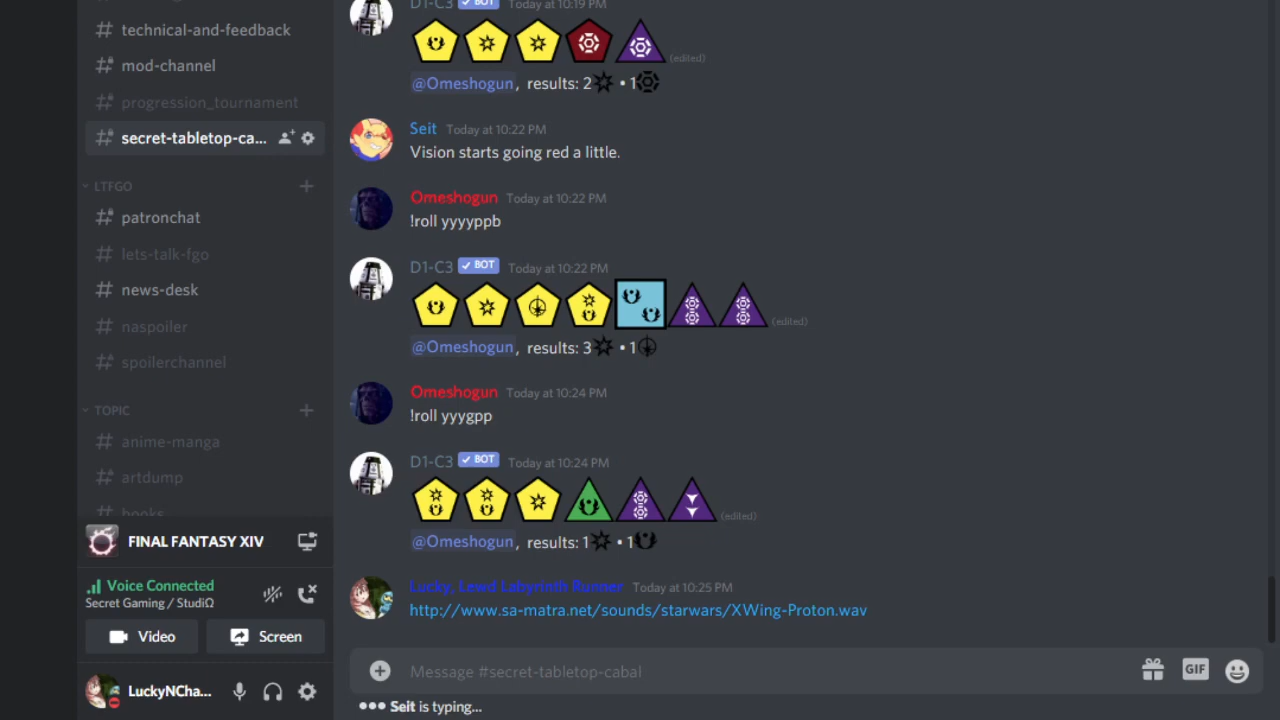 technical-and-feedback
mod-channel
progression_tournament
secret-tabletop-ca...
LTFGO
patronchat
lets-talk-fgo
news-desk
naspoiler
spoilerchannel
TOPIC
anime-manga
artdump
books
FINAL FANTASY XIV
Voice Connected
Secret Gaming / StudiΩ
Video
Screen
LuckyNCha...
D1-C3 BOT Today at 10:19 PM
(edited)
@Omeshogun, results: 2 • 1
Seit Today at 10:22 PM
Vision starts going red a little.
Omeshogun Today at 10:22 PM
!roll yyyyppb
D1-C3 BOT Today at 10:22 PM
(edited)
@Omeshogun, results: 3 • 1
Omeshogun Today at 10:24 PM
!roll yyygpp
D1-C3 BOT Today at 10:24 PM
(edited)
@Omeshogun, results: 1 • 1
Lucky, Lewd Labyrinth Runner Today at 10:25 PM
http://www.sa-matra.net/sounds/starwars/XWing-Proton.wav
Message #secret-tabletop-cabal
GIF
Seit is typing...